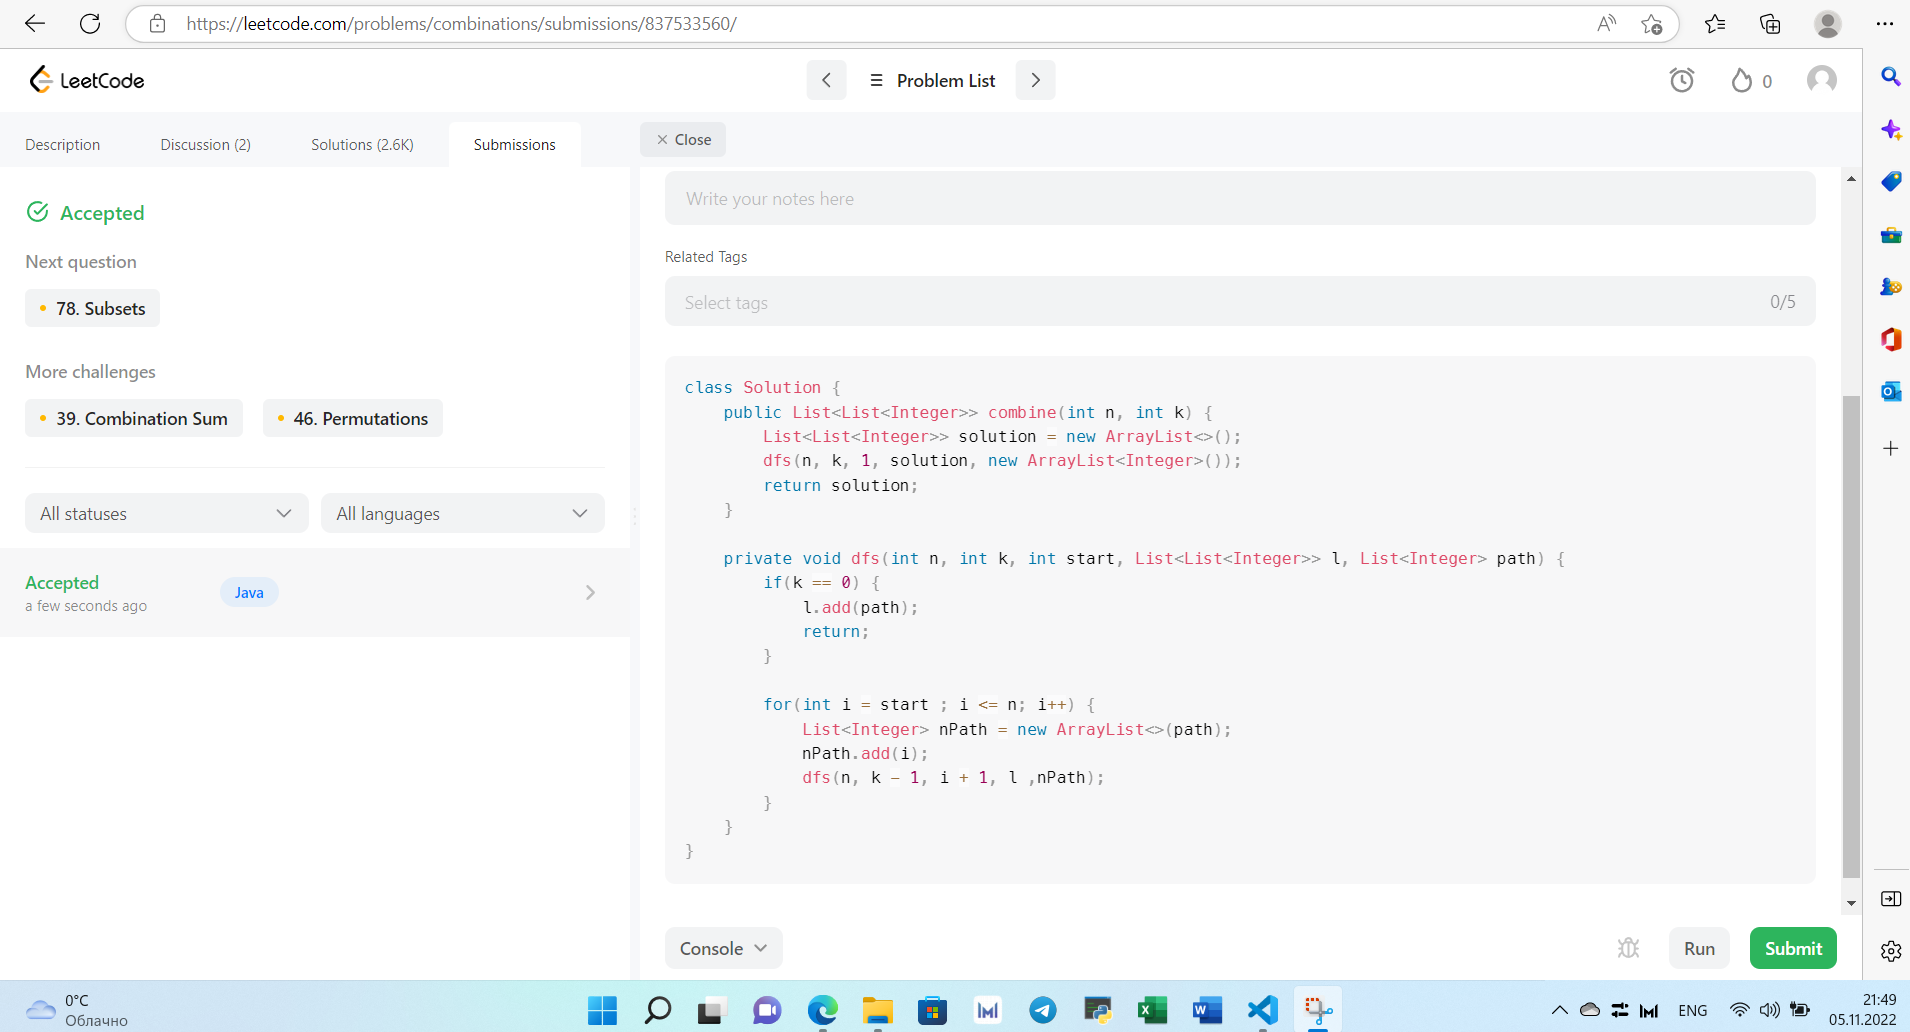 https://leetcode.com/problems/combinations/submissions/837533560/
LeetCode
Problem List
0
Description
Discussion (2)
Solutions (2.6K)
Submissions
Close
Accepted
Next question
78. Subsets
More challenges
39. Combination Sum
46. Permutations
All statuses
All languages
Accepted
a few seconds ago
Java
Write your notes here
Related Tags
Select tags
0/5
class Solution {
    public List<List<Integer>> combine(int n, int k) {
        List<List<Integer>> solution = new ArrayList<>();
        dfs(n, k, 1, solution, new ArrayList<Integer>());
        return solution;
    }

    private void dfs(int n, int k, int start, List<List<Integer>> l, List<Integer> path) {
        if(k == 0) {
            l.add(path);
            return;
        }

        for(int i = start ; i <= n; i++) {
            List<Integer> nPath = new ArrayList<>(path);
            nPath.add(i);
            dfs(n, k - 1, i + 1, l ,nPath);
        }
    }
}
Console
Run
Submit
0°C
Облачно
ENG
21:49
05.11.2022